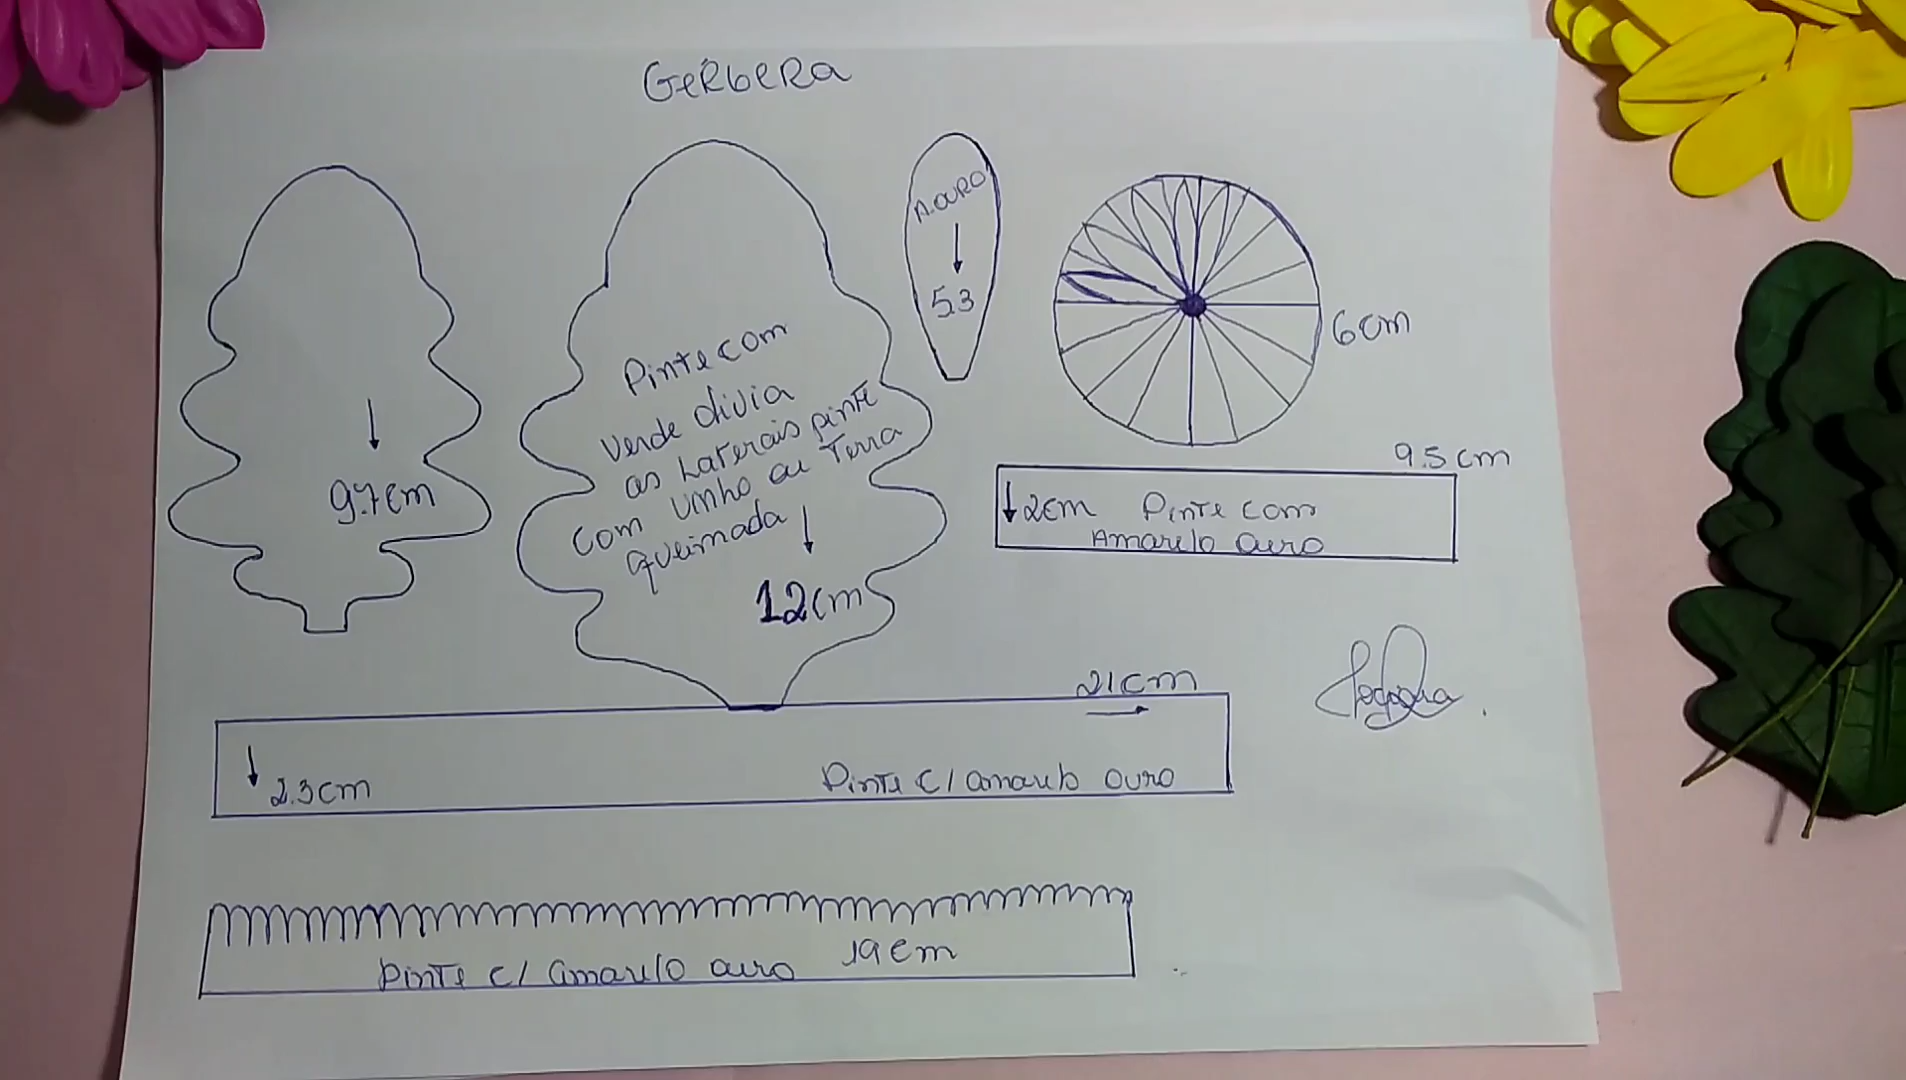 GeRbeRa
A.OURO
5.3
6cm
Pinte com
verde oliva
as Laterais pinte
com vinho ou Terra
queimada
12cm
9.7cm
9.5cm
2cm Pinte com
Amarelo ouro
21cm
2.3cm
Pinte c/ amarelo ouro
Pinte c/ amarelo ouro 19cm